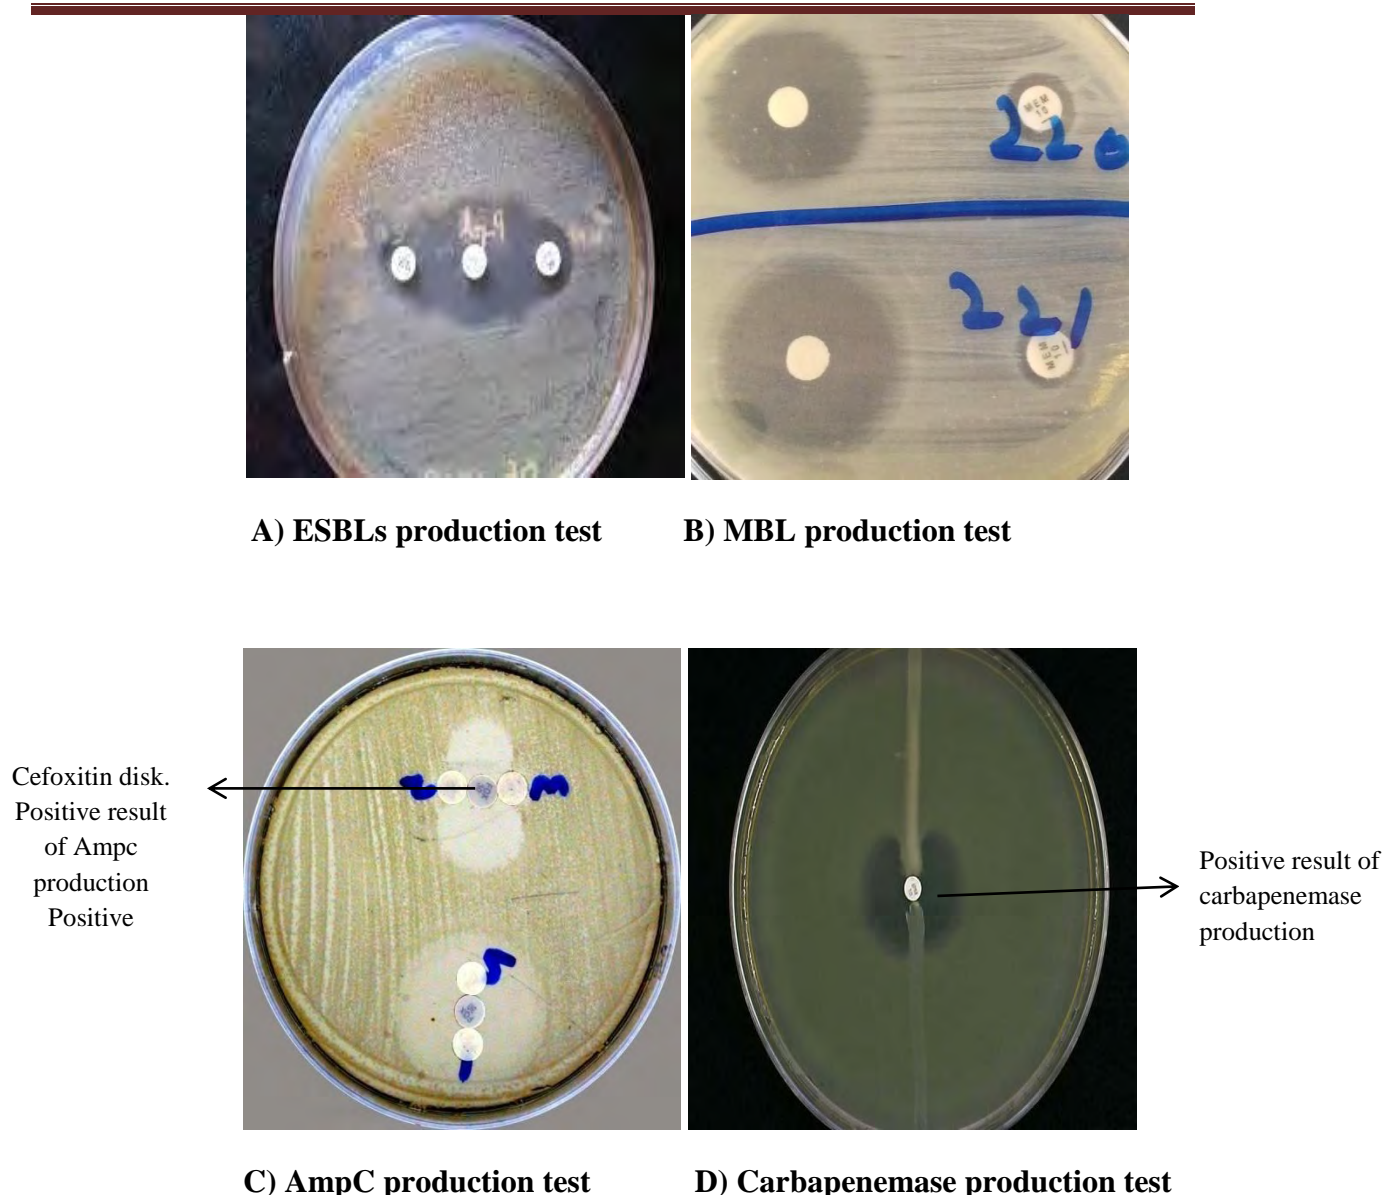 MEM
10
220
221
MEM
10
A) ESBLs production test
B) MBL production test
Cefoxitin disk.
Positive result
of Ampc
production
Positive
Positive result of
carbapenemase
production
C) AmpC production test
D) Carbapenemase production test